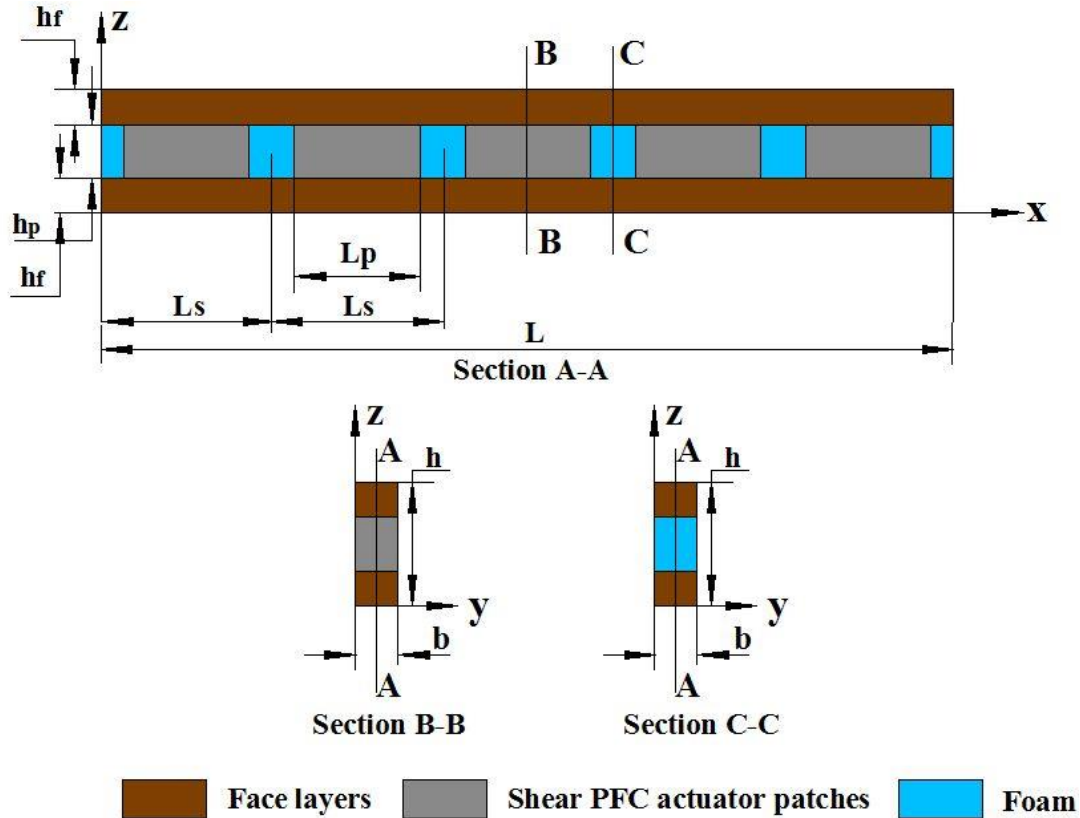 hf
z
B
C
hp
hf
B
C
x
Lp
Ls
Ls
L
Section A-A
z
A
h
y
b
A
Section B-B
z
A
h
y
b
A
Section C-C
Face layers
Shear PFC actuator patches
Foam